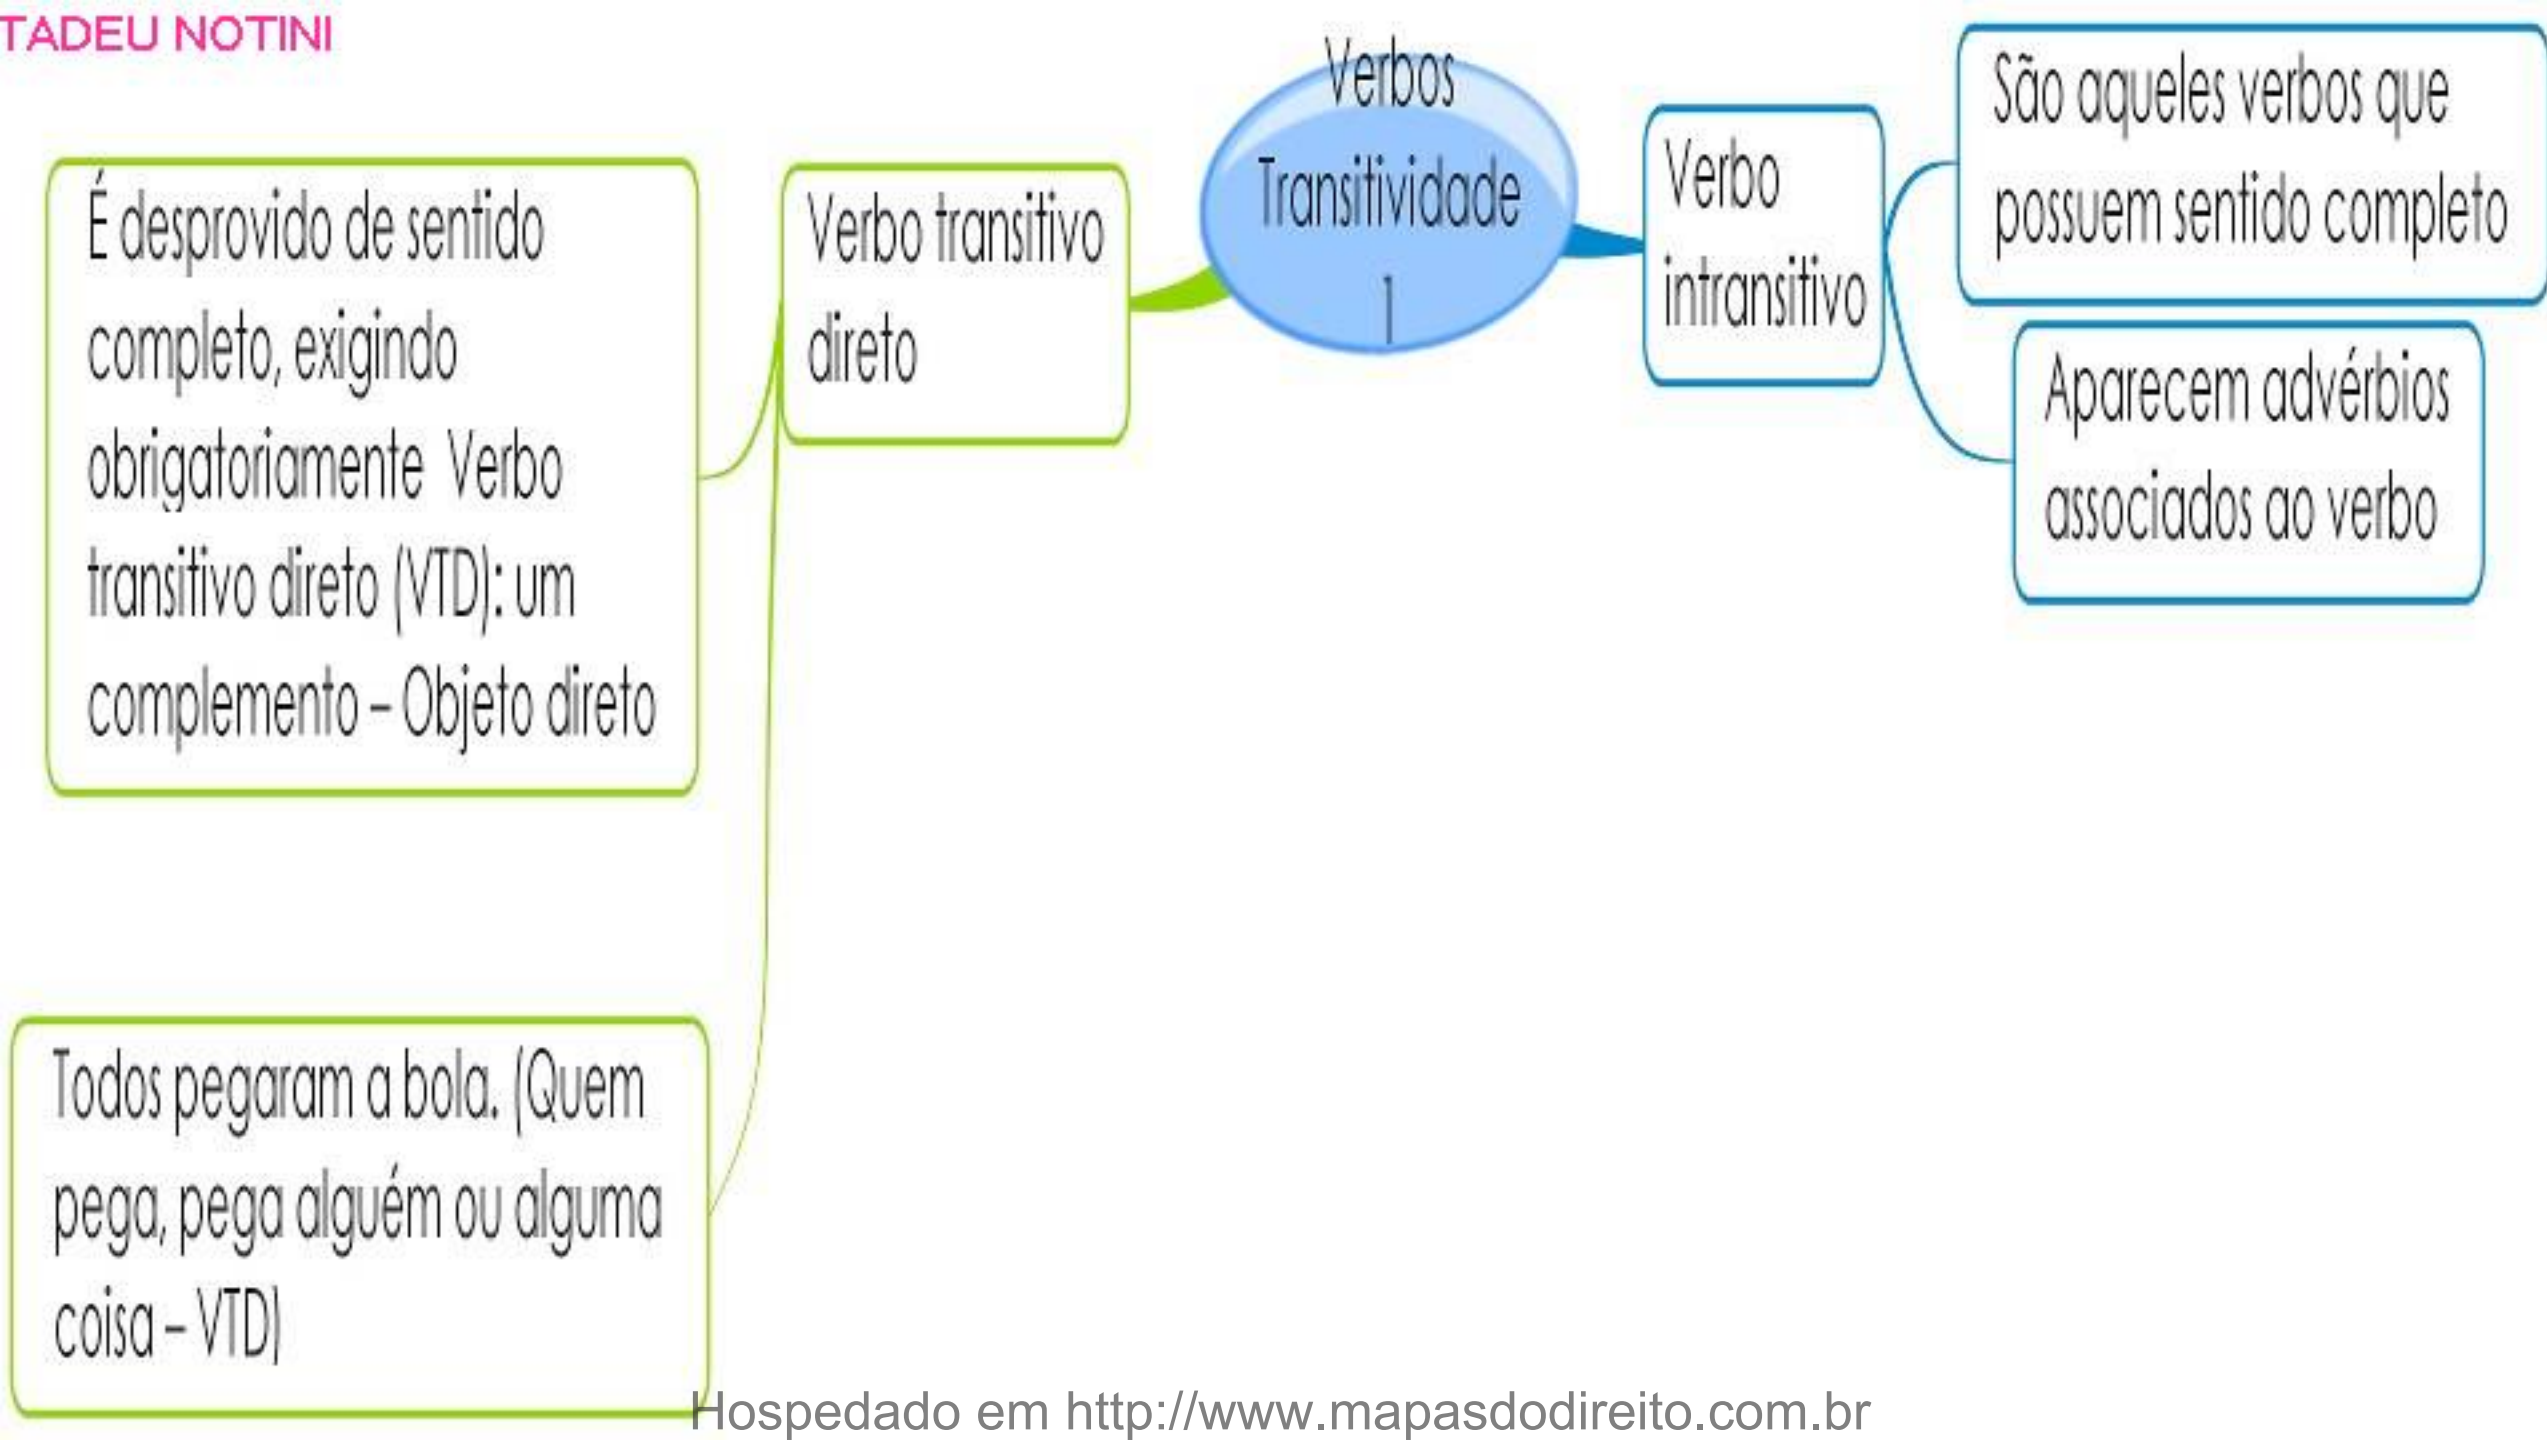 TADEU NOTINI
Verbos
Transitividade
1
Verbo transitivo
direto
É desprovido de sentido
completo, exigindo
obrigatoriamente  Verbo
transitivo direto (VTD): um
complemento – Objeto direto
Todos pegaram a bola. (Quem
pega, pega alguém ou alguma
coisa – VTD)
Verbo
intransitivo
São aqueles verbos que
possuem sentido completo
Aparecem advérbios
associados ao verbo
Hospedado em http://www.mapasdodireito.com.br